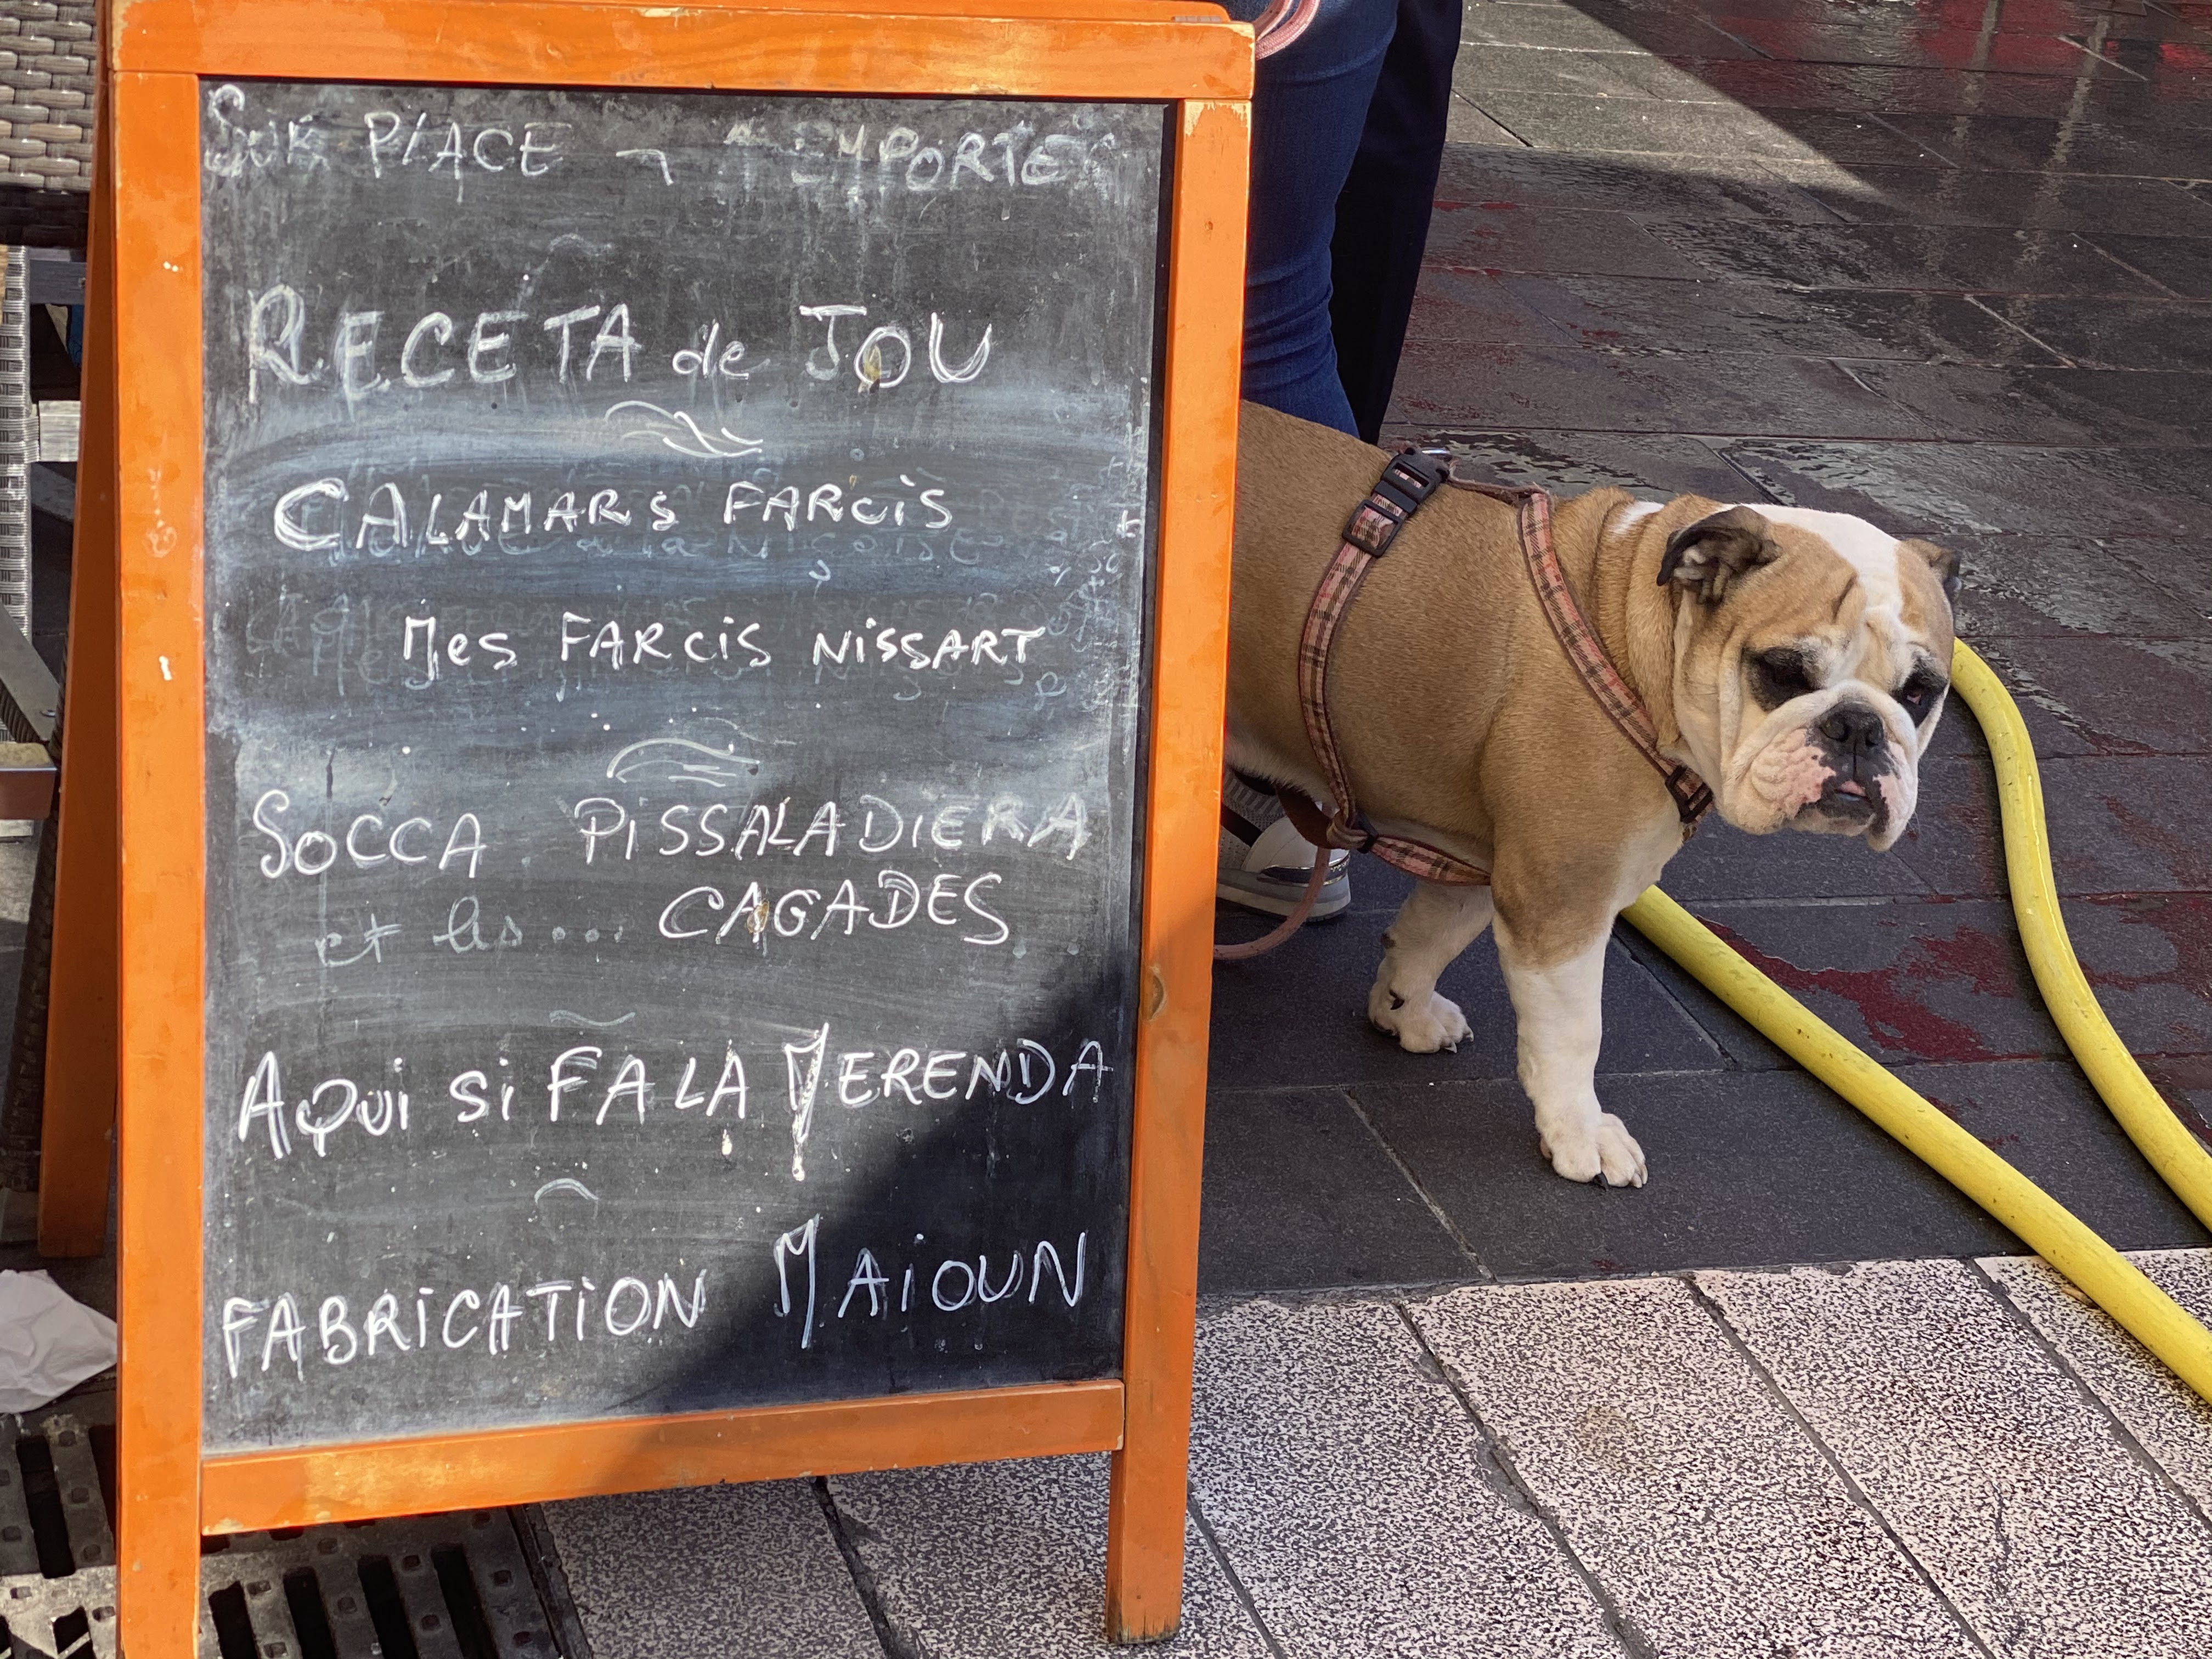 SUR PLACE EMPORTER
RECETA de JOU
CALAMARS FARCiS
Mes FARCiS NiSSART
SOCCA PiSSALADiERA
et les... CAGADES
AQui Si FA LA MERENDA
FABRiCATiON MAiOUN